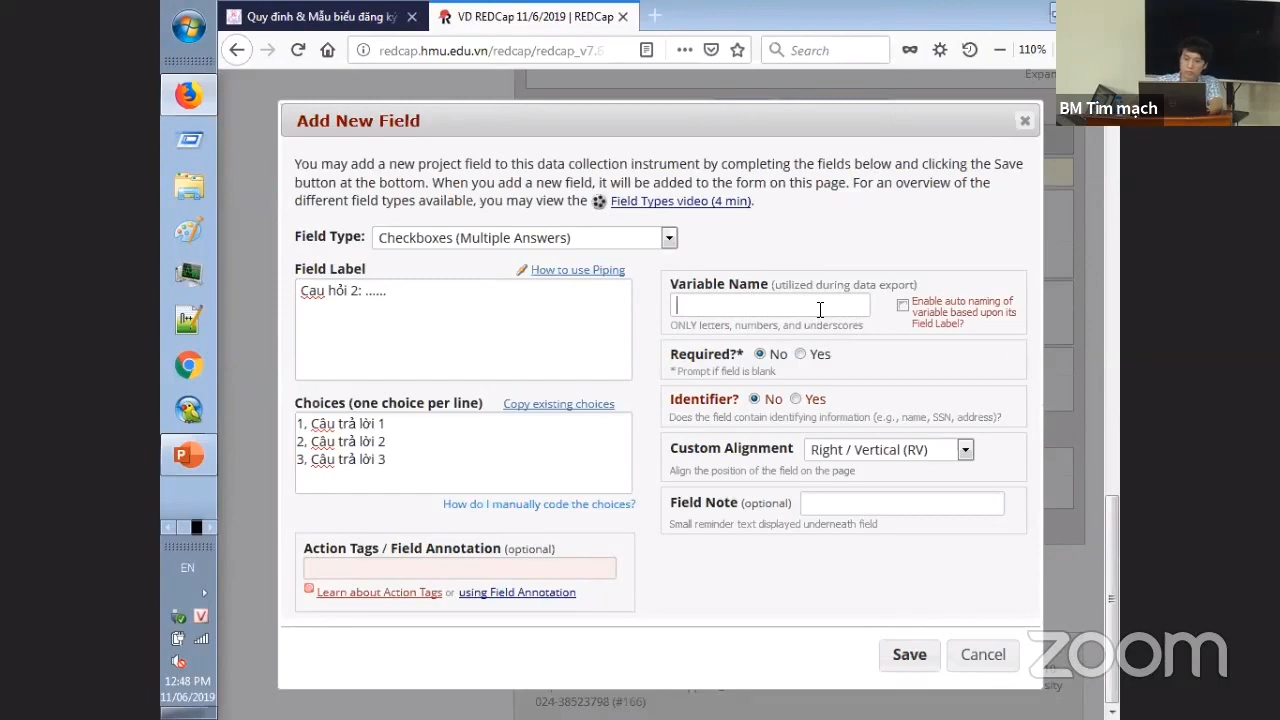 Quy đinh & Mẫu biểu đăng ký
VD REDCap 11/6/2019 | REDCap
redcap.hmu.edu.vn/redcap/redcap_v7.6
Search
110%
BM Tim mạch
Add New Field
You may add a new project field to this data collection instrument by completing the fields below and clicking the Save
button at the bottom. When you add a new field, it will be added to the form on this page. For an overview of the
different field types available, you may view the Field Types video (4 min).
Field Type: Checkboxes (Multiple Answers)
Field Label
How to use Piping
Cau hỏi 2: ......
Choices (one choice per line)
Copy existing choices
1, Câu trả lời 1
2, Câu trả lời 2
3, Câu trả lời 3
How do I manually code the choices?
Action Tags / Field Annotation (optional)
Learn about Action Tags or using Field Annotation
Variable Name (utilized during data export)
ONLY letters, numbers, and underscores
Enable auto naming of
variable based upon its
Field Label?
Required?* No Yes
* Prompt if field is blank
Identifier? No Yes
Does the field contain identifying information (e.g., name, SSN, address)?
Custom Alignment Right / Vertical (RV)
Align the position of the field on the page
Field Note (optional)
Small reminder text displayed underneath field
Save
Cancel
024-38523798 (#166)
EN
12:48 PM
11/06/2019
zoom